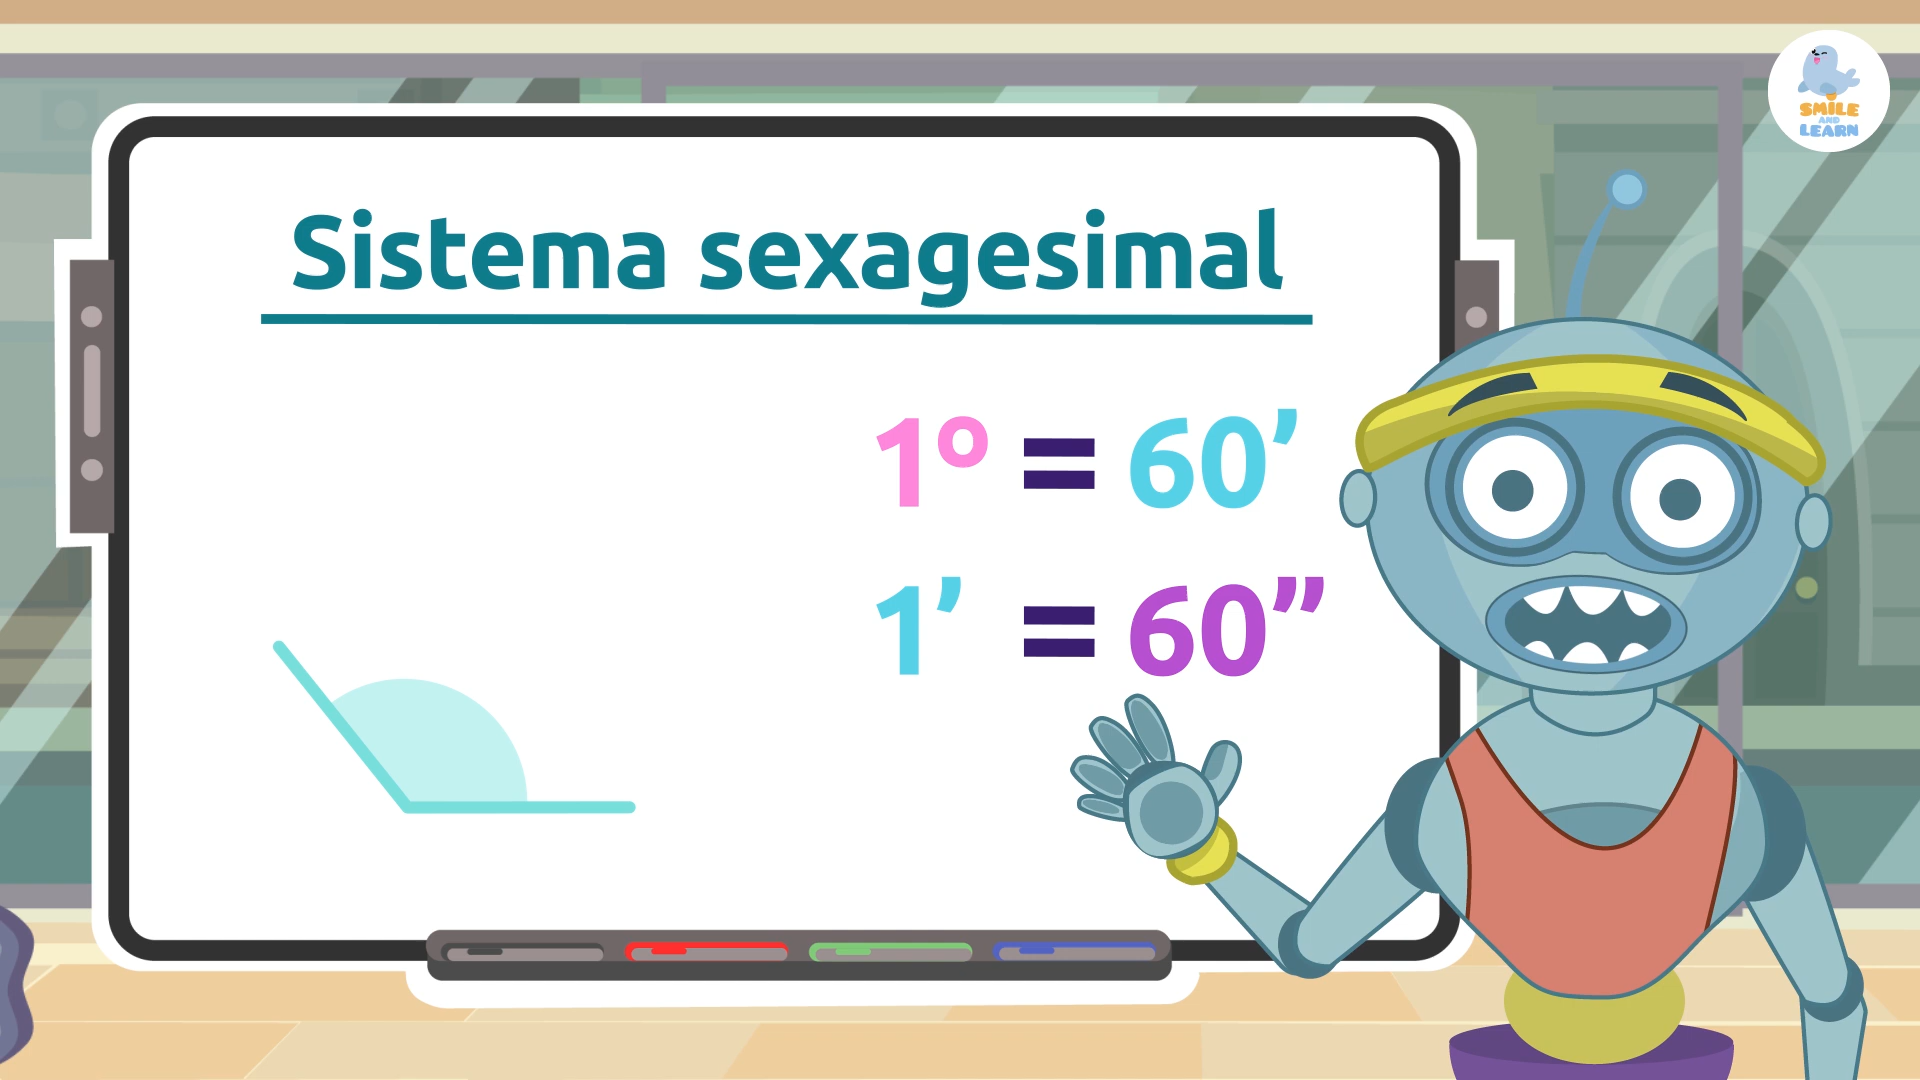 SMILE
AND
LEARN
Sistema sexagesimal
1º = 60’
1’ = 60”